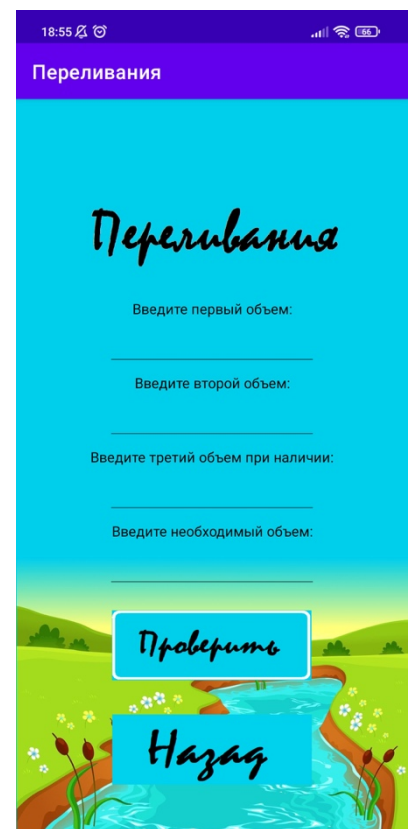 18:55 66
Переливания
Переливания
Введите первый объем:
Введите второй объем:
Введите третий объем при наличии:
Введите необходимый объем:
Проверить
Назад